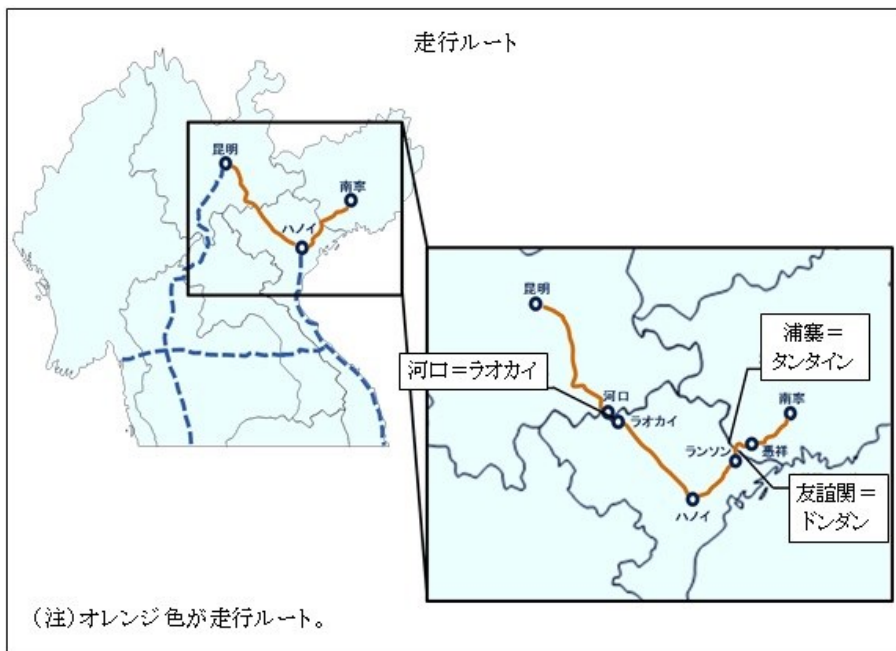 走行ルート
昆明
南寧
ハノイ
昆明
浦寨＝
タンタイン
河口＝ラオカイ
河口
ラオカイ
南寧
ランソン
憑祥
友誼関＝
ドンダン
ハノイ
（注）オレンジ色が走行ルート。